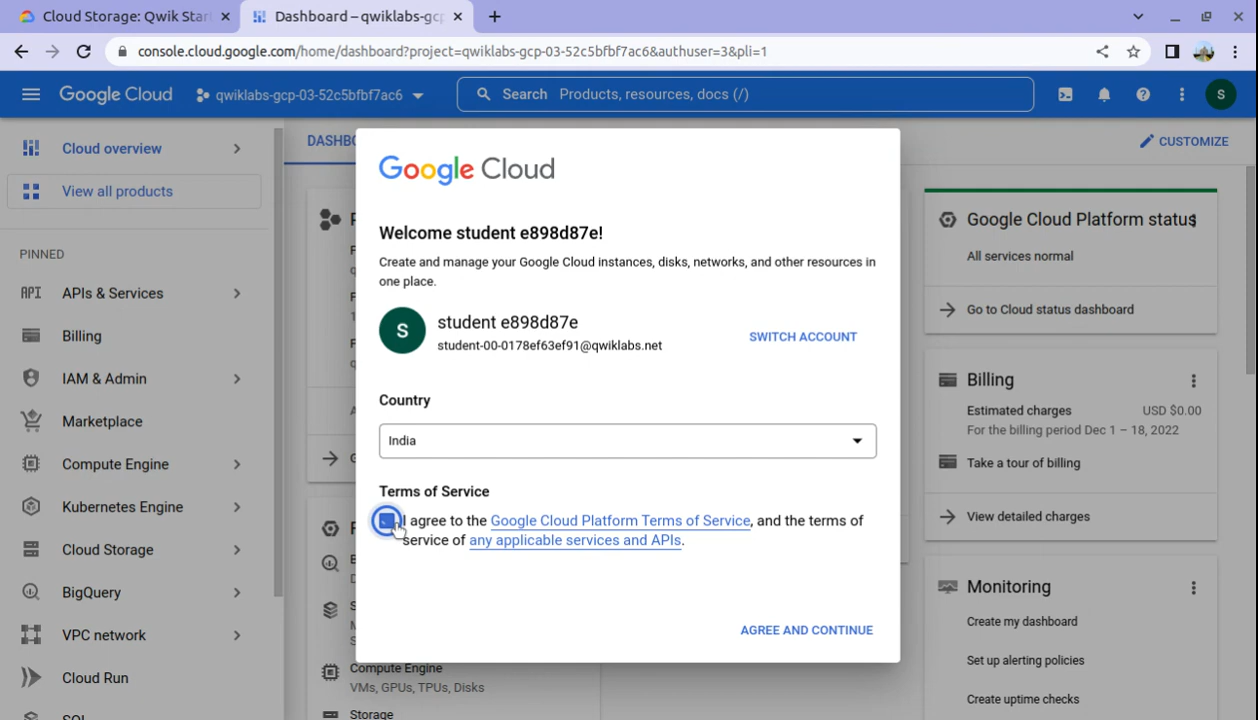 Cloud Storage: Qwik Star
Dashboard – qwiklabs-gcp
console.cloud.google.com/home/dashboard?project=qwiklabs-gcp-03-52c5bfbf7ac6&authuser=3&pli=1
Google Cloud
qwiklabs-gcp-03-52c5bfbf7ac6
Search Products, resources, docs (/)
S
Cloud overview
View all products
PINNED
API APIs & Services
Billing
IAM & Admin
Marketplace
Compute Engine
Kubernetes Engine
Cloud Storage
BigQuery
VPC network
Cloud Run
SQL
DASHBO
CUSTOMIZE
Google Cloud
Welcome student e898d87e!
Create and manage your Google Cloud instances, disks, networks, and other resources in
one place.
S
student e898d87e
student-00-0178ef63ef91@qwiklabs.net
SWITCH ACCOUNT
Country
India
Terms of Service
I agree to the Google Cloud Platform Terms of Service, and the terms of
service of any applicable services and APIs.
AGREE AND CONTINUE
Compute Engine
VMs, GPUs, TPUs, Disks
Storage
Google Cloud Platform status
All services normal
Go to Cloud status dashboard
Billing
Estimated charges USD $0.00
For the billing period Dec 1 – 18, 2022
Take a tour of billing
View detailed charges
Monitoring
Create my dashboard
Set up alerting policies
Create uptime checks